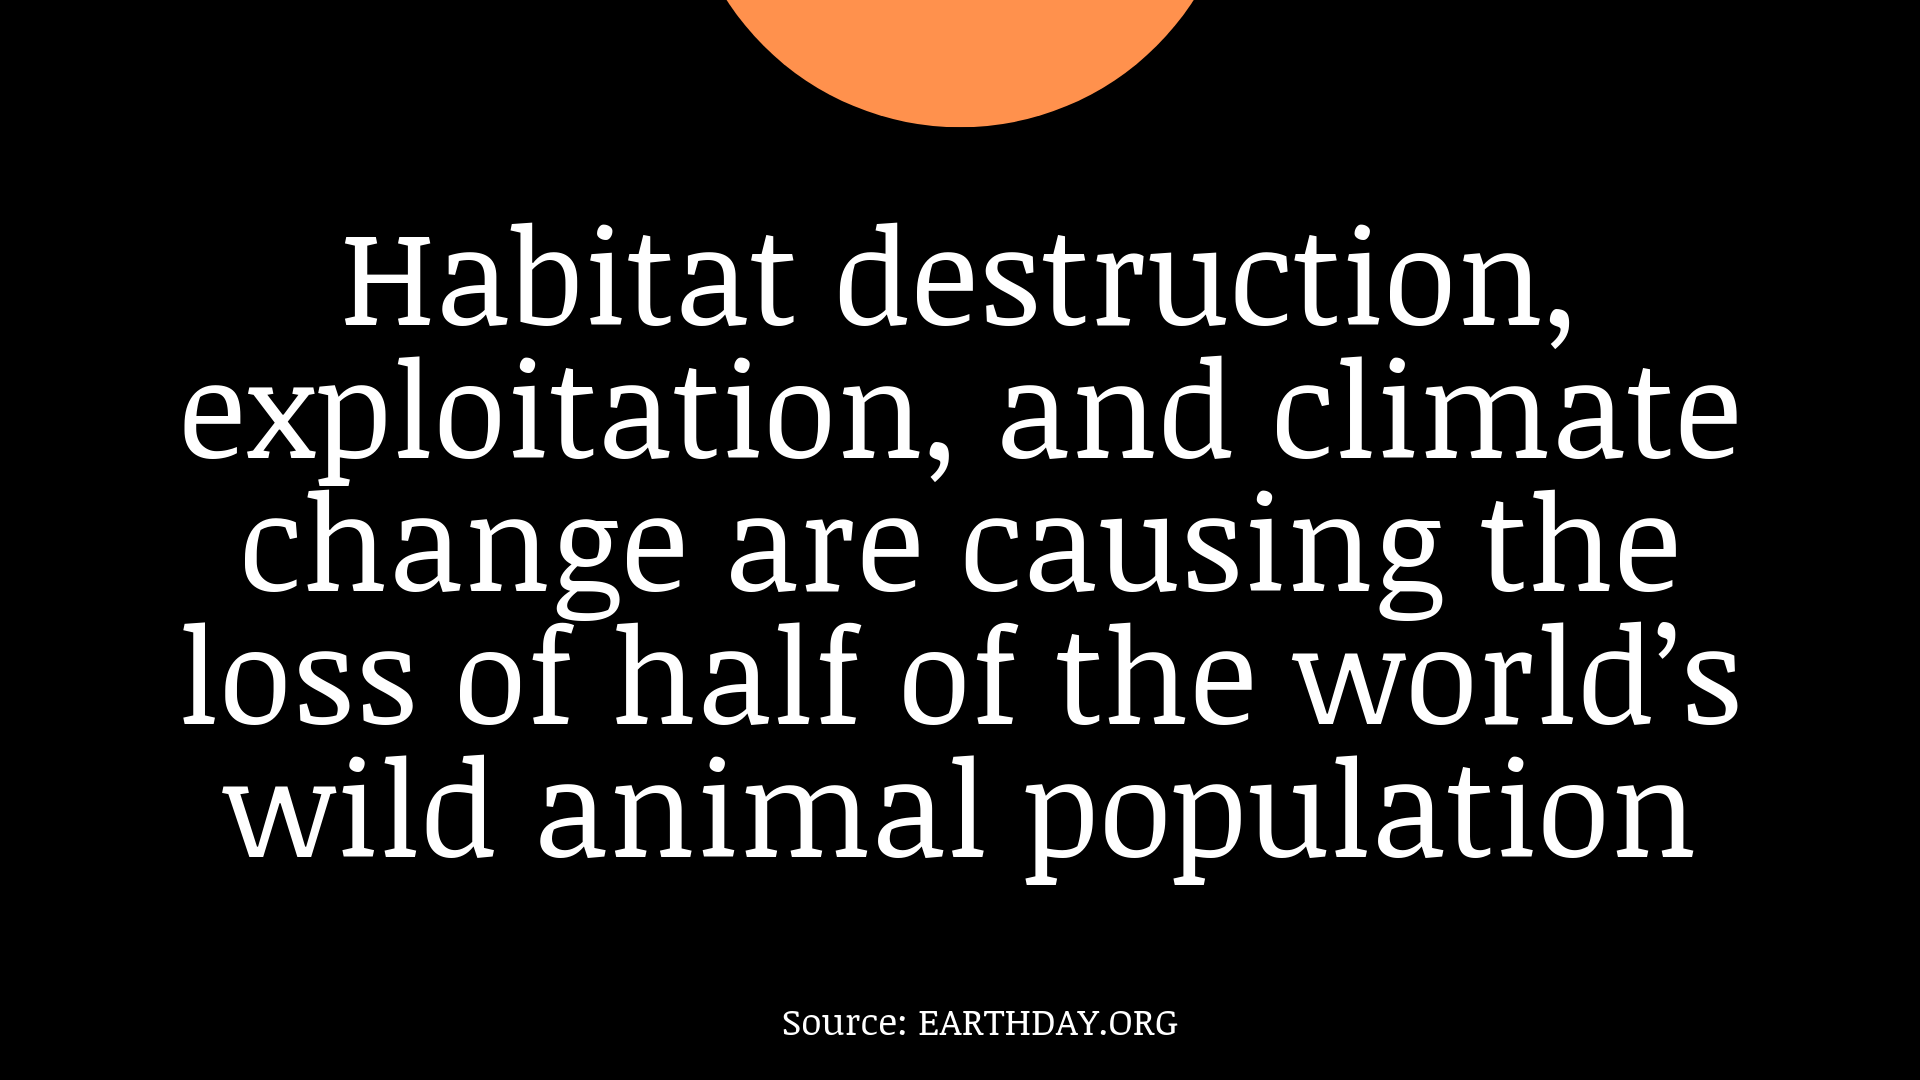 Habitat destruction,
exploitation, and climate
change are causing the
loss of half of the world’s
wild animal population
Source: EARTHDAY.ORG